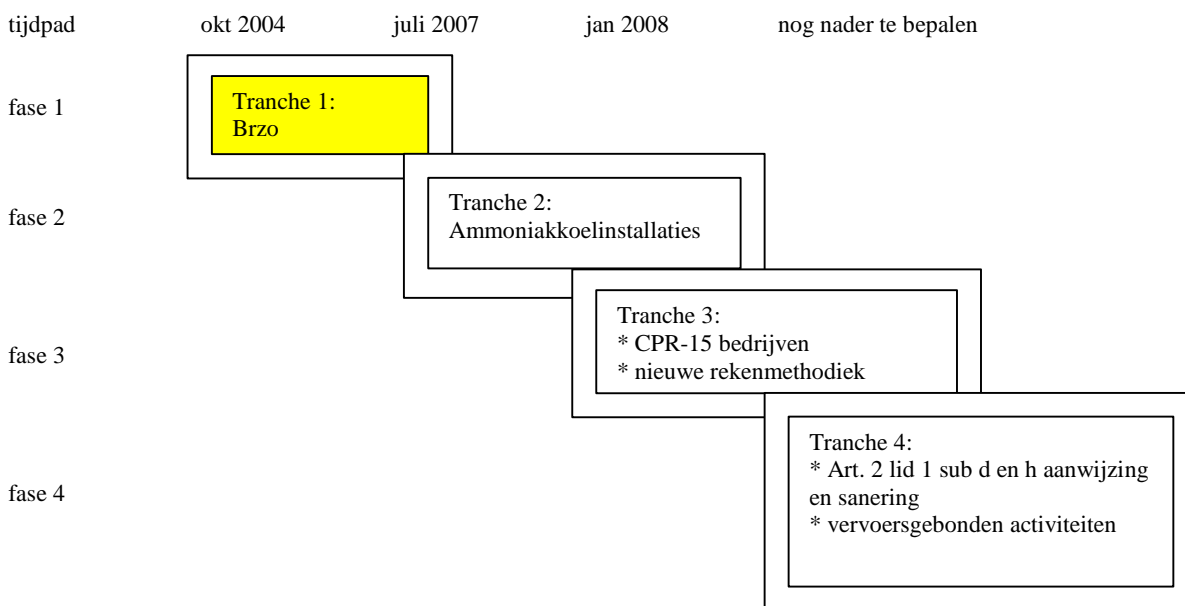 tijdpad okt 2004 juli 2007 jan 2008 nog nader te bepalen
fase 1
Tranche 1:
Brzo
fase 2
Tranche 2:
Ammoniakkoelinstallaties
fase 3
Tranche 3:
* CPR-15 bedrijven
* nieuwe rekenmethodiek
fase 4
Tranche 4:
* Art. 2 lid 1 sub d en h aanwijzing
en sanering
* vervoersgebonden activiteiten